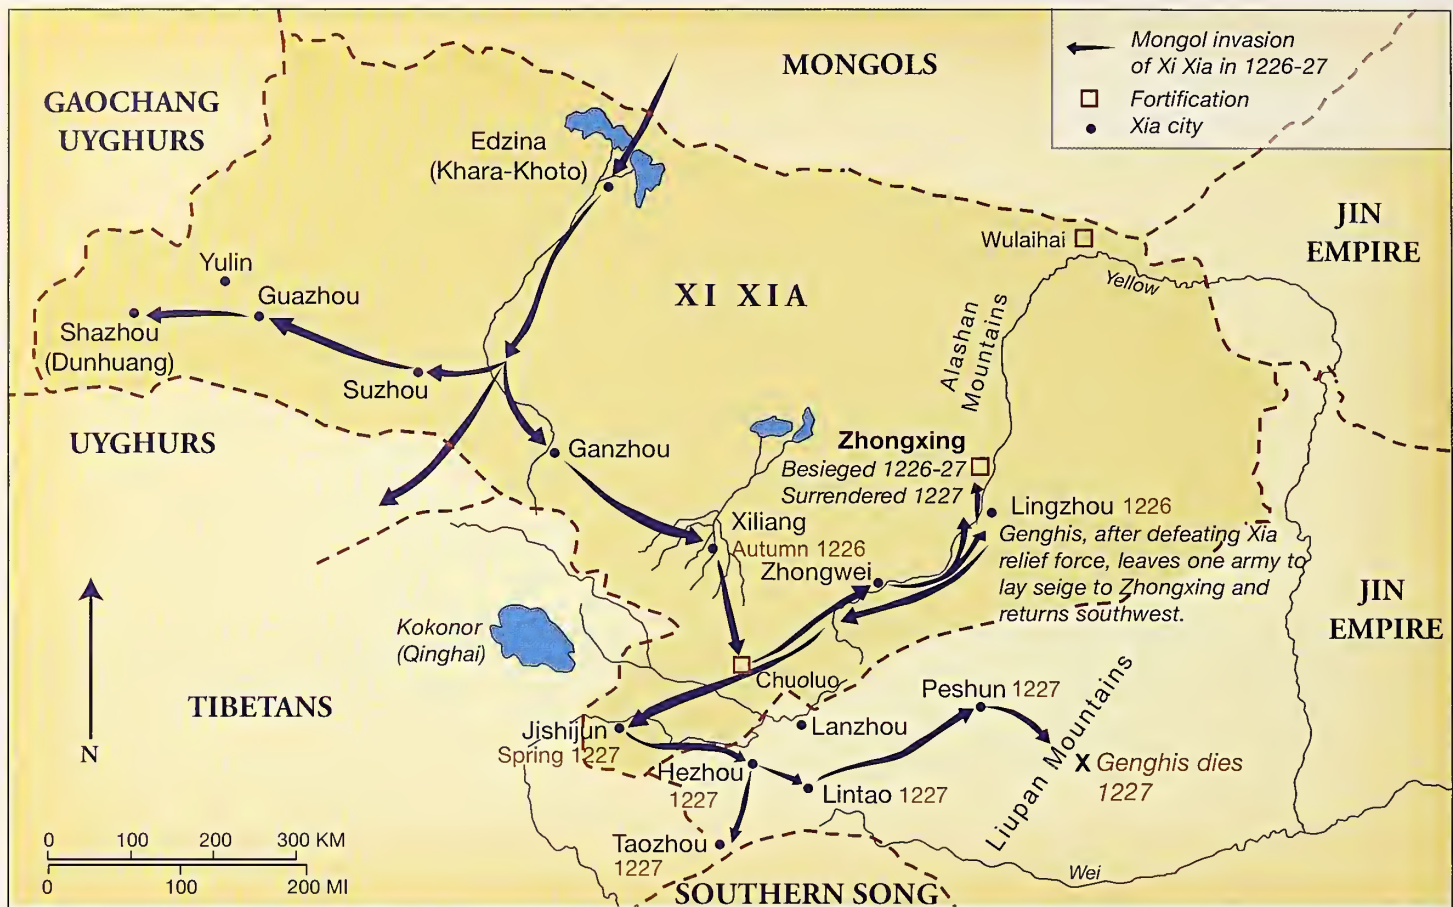 Mongol invasion
of Xi Xia in 1226-27
Fortification
Xia city
MONGOLS
GAOCHANG
UYGHURS
Edzina
(Khara-Khoto)
JIN
EMPIRE
Wulaihai
Yellow
Yulin
Guazhou
XI XIA
Shazhou
(Dunhuang)
Suzhou
Alashan
Mountains
UYGHURS
Ganzhou
Zhongxing
Besieged 1226-27
Surrendered 1227
Lingzhou 1226
Genghis, after defeating Xia
relief force, leaves one army to
lay seige to Zhongxing and
returns southwest.
Xiliang
Autumn 1226
Zhongwei
JIN
EMPIRE
Kokonor
(Qinghai)
Chuoluo
TIBETANS
N
Peshun 1227
Lanzhou
Jishijun
Spring 1227
Hezhou
1227
Lintao 1227
Liupan Mountains
X Genghis dies
1227
Taozhou
1227
Wei
SOUTHERN SONG
0 100 200 300 KM
0 100 200 MI